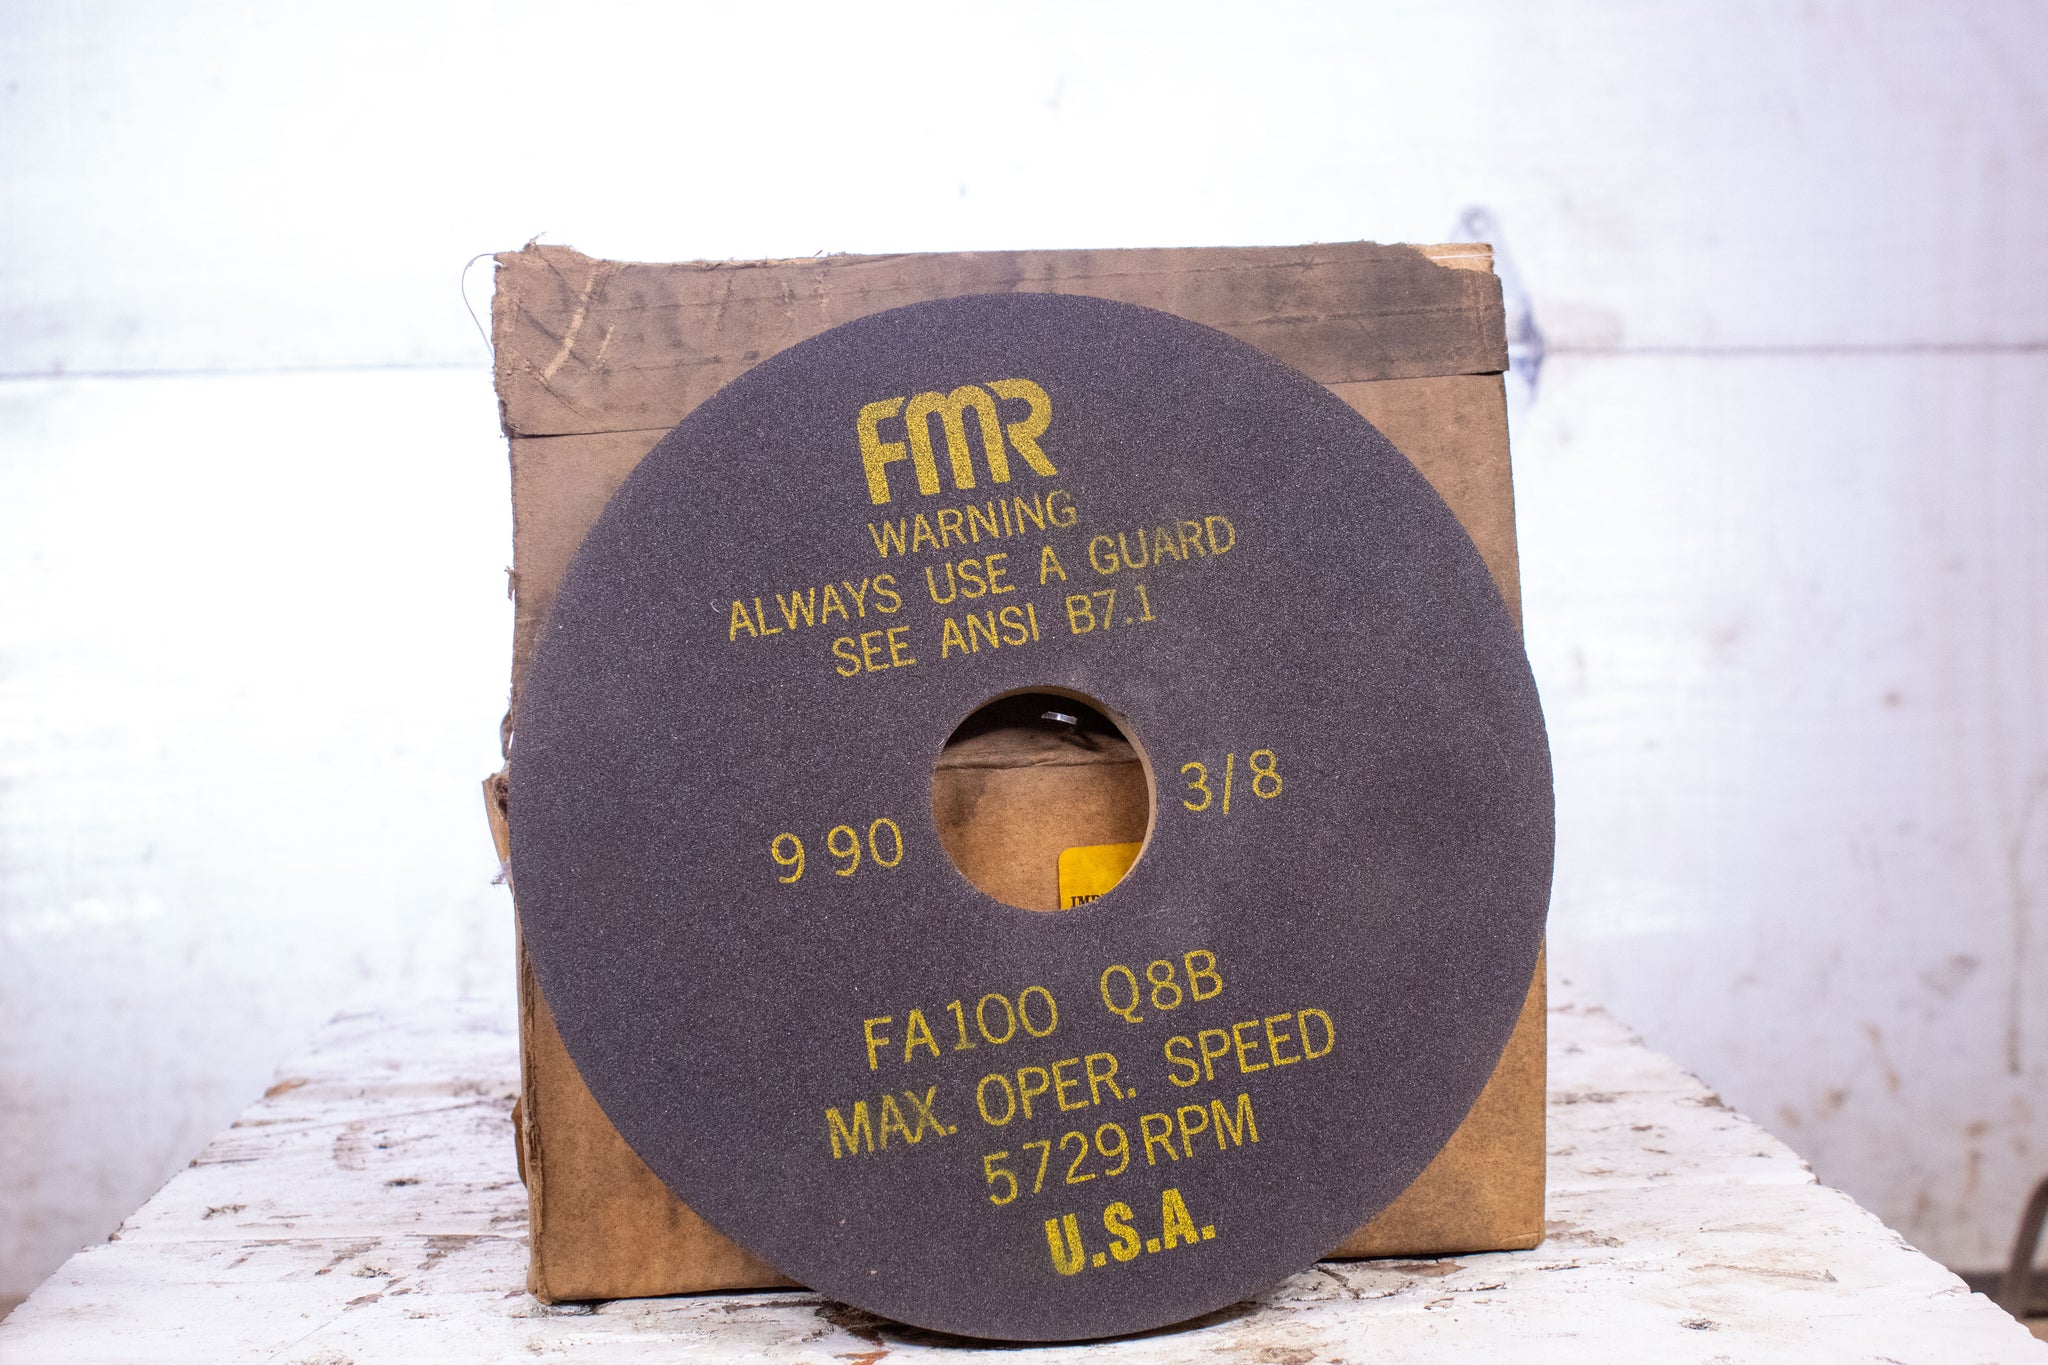 FMR
WARNING
ALWAYS USE A GUARD
SEE ANSI B7.1
9 90 3/8
FA100 Q8B
MAX. OPER. SPEED
5729 RPM
U.S.A.